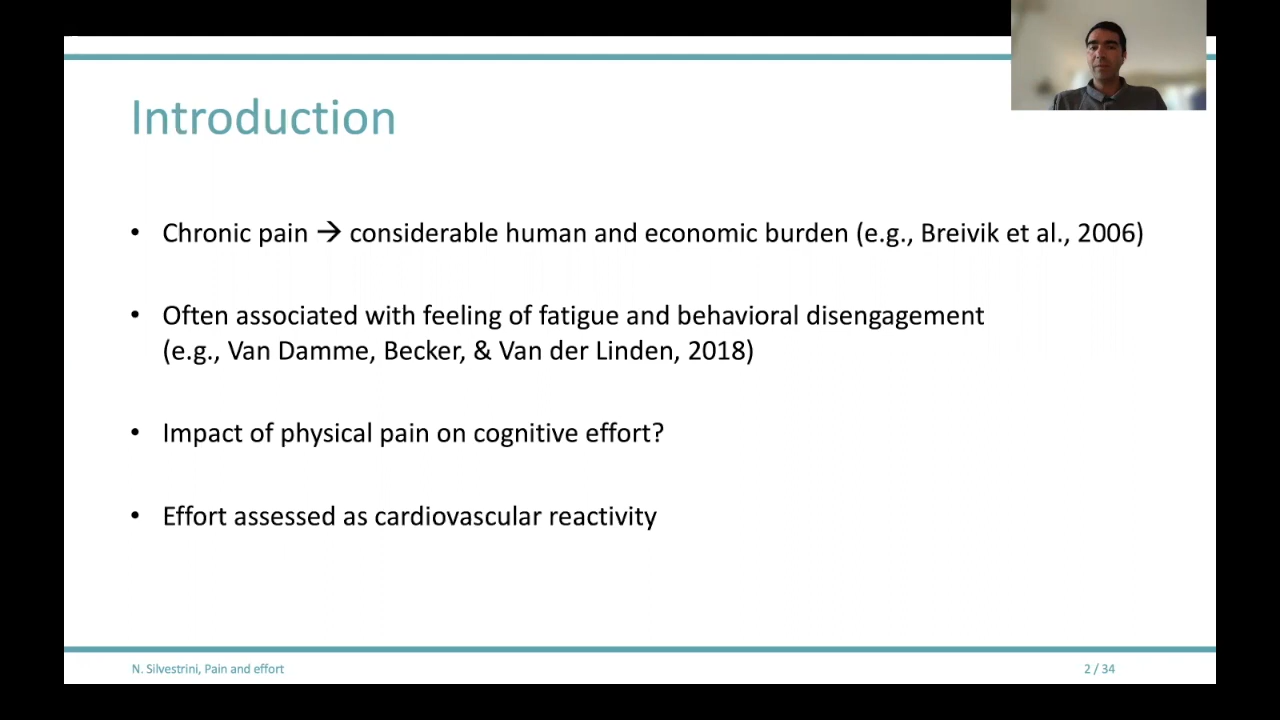 Introduction
• Chronic pain → considerable human and economic burden (e.g., Breivik et al., 2006)
• Often associated with feeling of fatigue and behavioral disengagement
(e.g., Van Damme, Becker, & Van der Linden, 2018)
• Impact of physical pain on cognitive effort?
• Effort assessed as cardiovascular reactivity
N. Silvestrini, Pain and effort
2 / 34